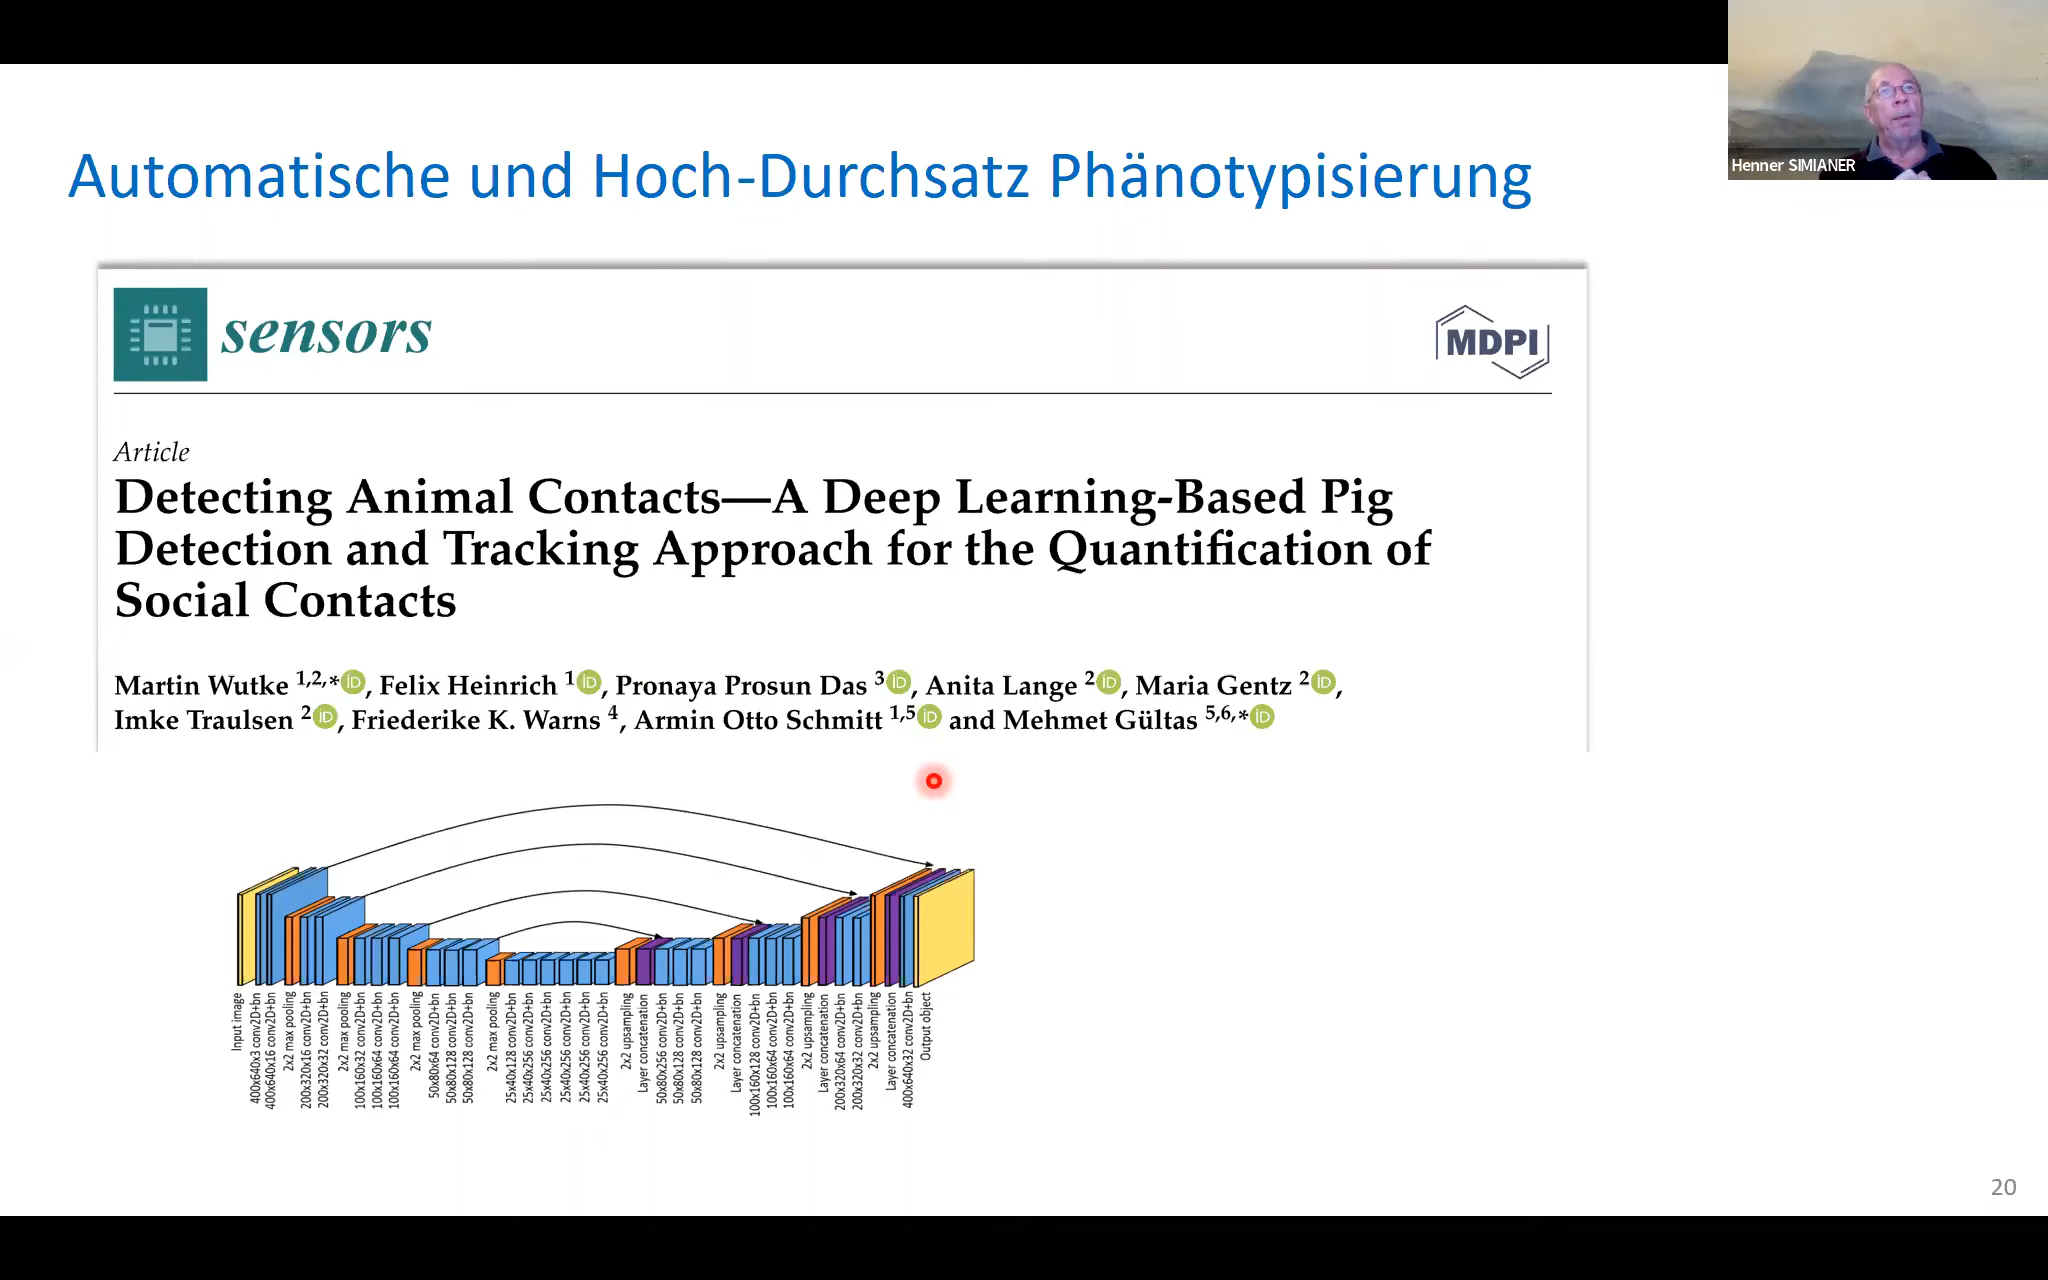 Henner SIMIANER
Automatische und Hoch-Durchsatz Phänotypisierung
sensors
MDPI
Article
Detecting Animal Contacts—A Deep Learning-Based Pig
Detection and Tracking Approach for the Quantification of
Social Contacts
Martin Wutke 1,2,* iD, Felix Heinrich 1 iD, Pronaya Prosun Das 3 iD, Anita Lange 2 iD, Maria Gentz 2 iD,
Imke Traulsen 2 iD, Friederike K. Warns 4, Armin Otto Schmitt 1,5 iD and Mehmet Gültas 5,6,* iD
Input image
400x640x3 conv2D+bn
400x640x16 conv2D+bn
2x2 max pooling
200x320x16 conv2D+bn
200x320x32 conv2D+bn
2x2 max pooling
100x160x32 conv2D+bn
100x160x64 conv2D+bn
100x160x64 conv2D+bn
2x2 max pooling
50x80x64 conv2D+bn
50x80x128 conv2D+bn
50x80x128 conv2D+bn
2x2 max pooling
25x40x128 conv2D+bn
25x40x256 conv2D+bn
25x40x256 conv2D+bn
25x40x256 conv2D+bn
25x40x256 conv2D+bn
25x40x256 conv2D+bn
2x2 upsampling
Layer concatenation
50x80x256 conv2D+bn
50x80x128 conv2D+bn
50x80x128 conv2D+bn
2x2 upsampling
Layer concatenation
100x160x128 conv2D+bn
100x160x64 conv2D+bn
100x160x64 conv2D+bn
2x2 upsampling
Layer concatenation
200x320x64 conv2D+bn
200x320x32 conv2D+bn
2x2 upsampling
Layer concatenation
400x640x32 conv2D+bn
Output object
20